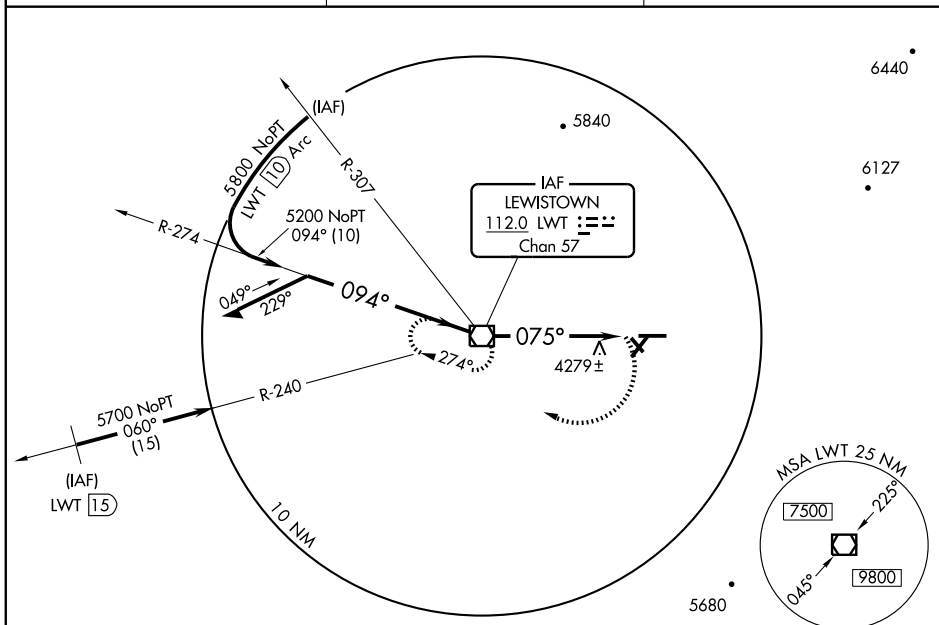 6440
(IAF)
5840
5800 NoPT
LWT 10 Arc
R-307
6127
IAF
LEWISTOWN
112.0 LWT
Chan 57
5200 NoPT
094° (10)
R-274
049°
229°
094°
075°
274°
4279±
5700 NoPT
060°
(15)
R-240
(IAF)
LWT 15
10 NM
MSA LWT 25 NM
7500
225°
045°
9800
5680